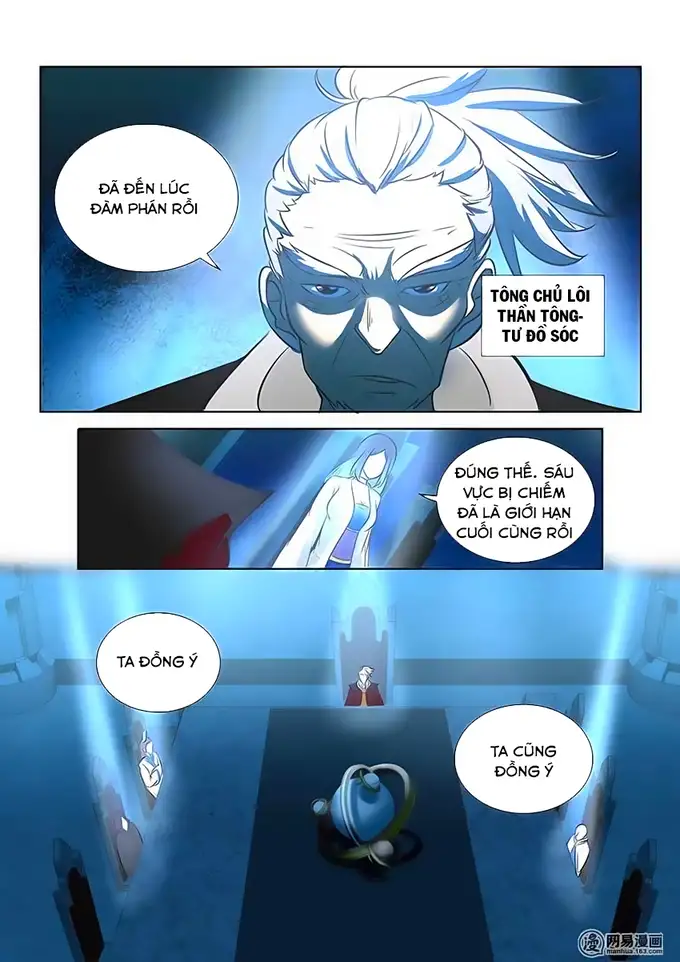 ĐÃ ĐẾN LÚC
ĐÀM PHÁN RỒI
TÔNG CHỦ LÔI
THẦN TÔNG-
TƯ ĐỒ SÓC
ĐÚNG THẾ. SÁU
VỰC BỊ CHIẾM
ĐÃ LÀ GIỚI HẠN
CUỐI CÙNG RỒI
TA ĐỒNG Ý
TA CŨNG
ĐỒNG Ý
网易漫画
manhua.163.com